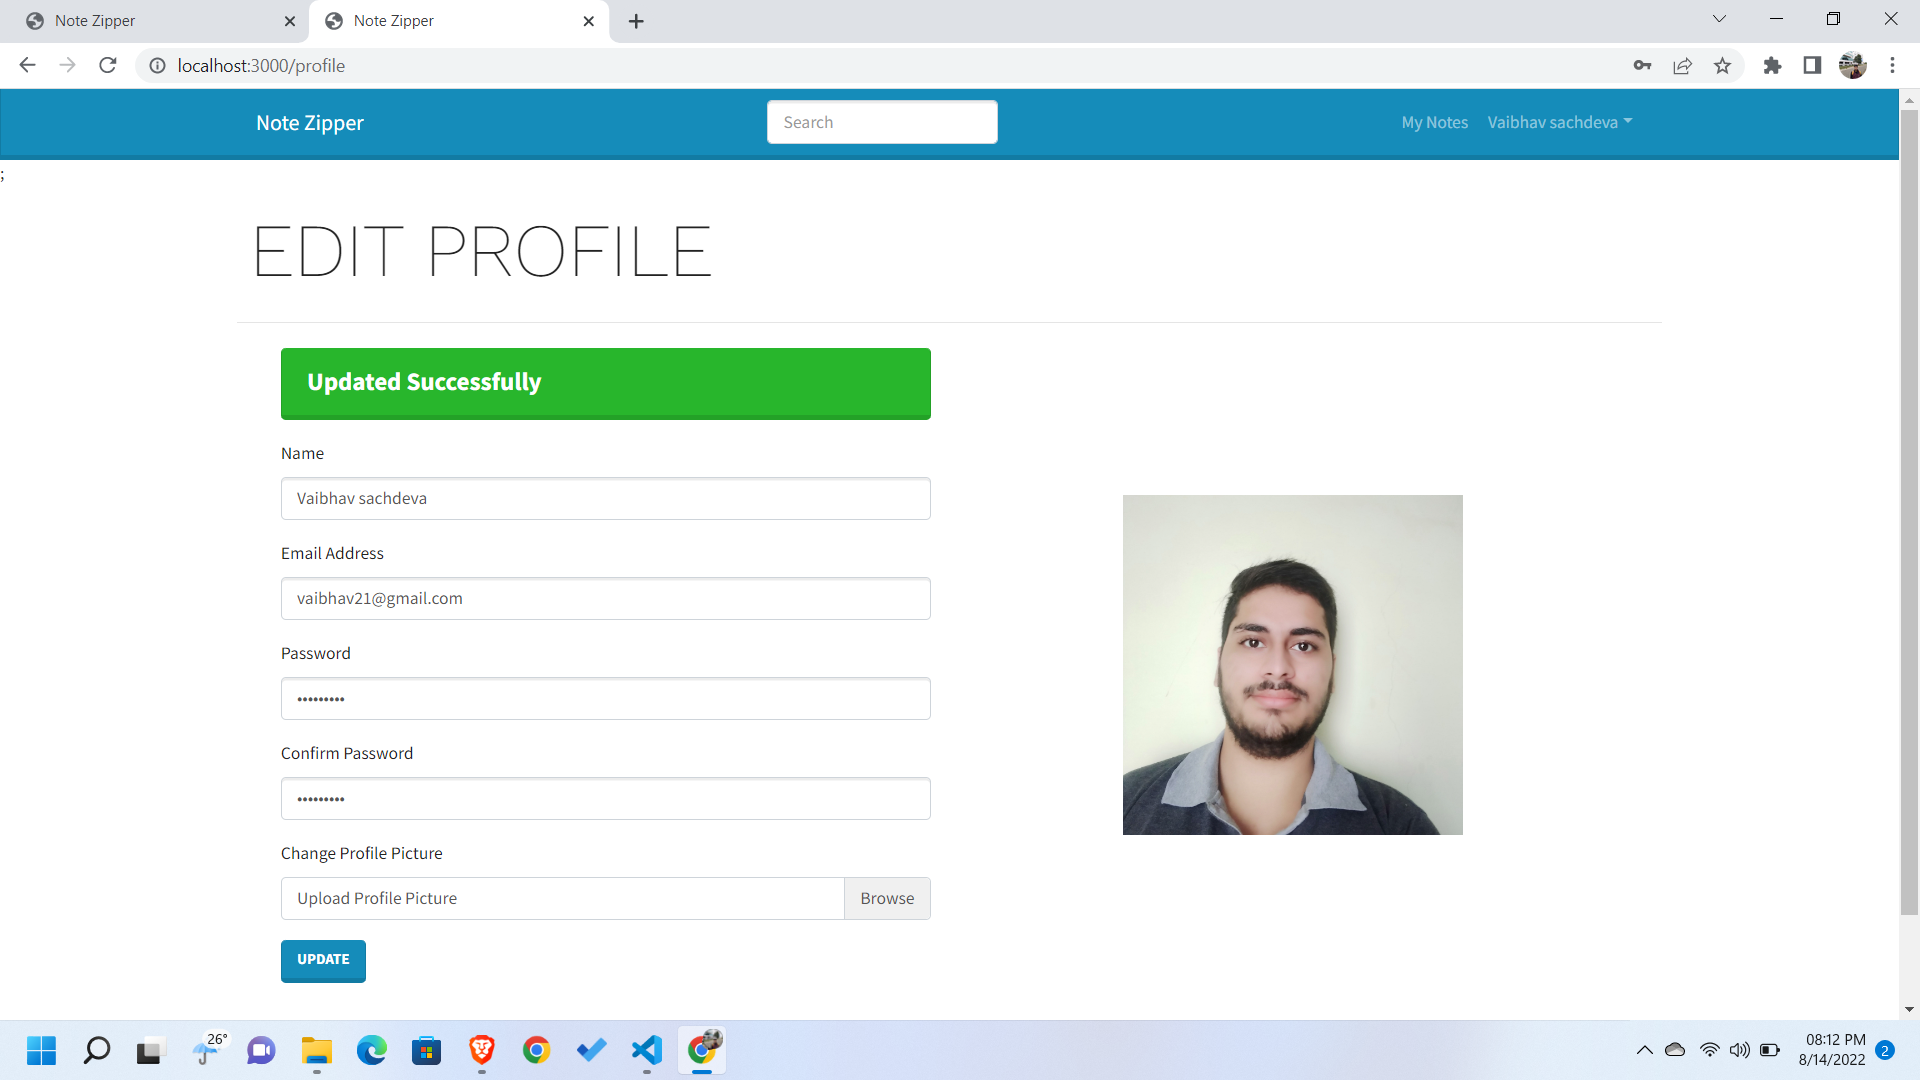 Note Zipper
Note Zipper
localhost:3000/profile
Note Zipper
Search
My Notes
Vaibhav sachdeva
;
EDIT PROFILE
Updated Successfully
Name
Vaibhav sachdeva
Email Address
vaibhav21@gmail.com
Password
•••••••••
Confirm Password
•••••••••
Change Profile Picture
Upload Profile Picture
Browse
UPDATE
26°
08:12 PM
8/14/2022
2